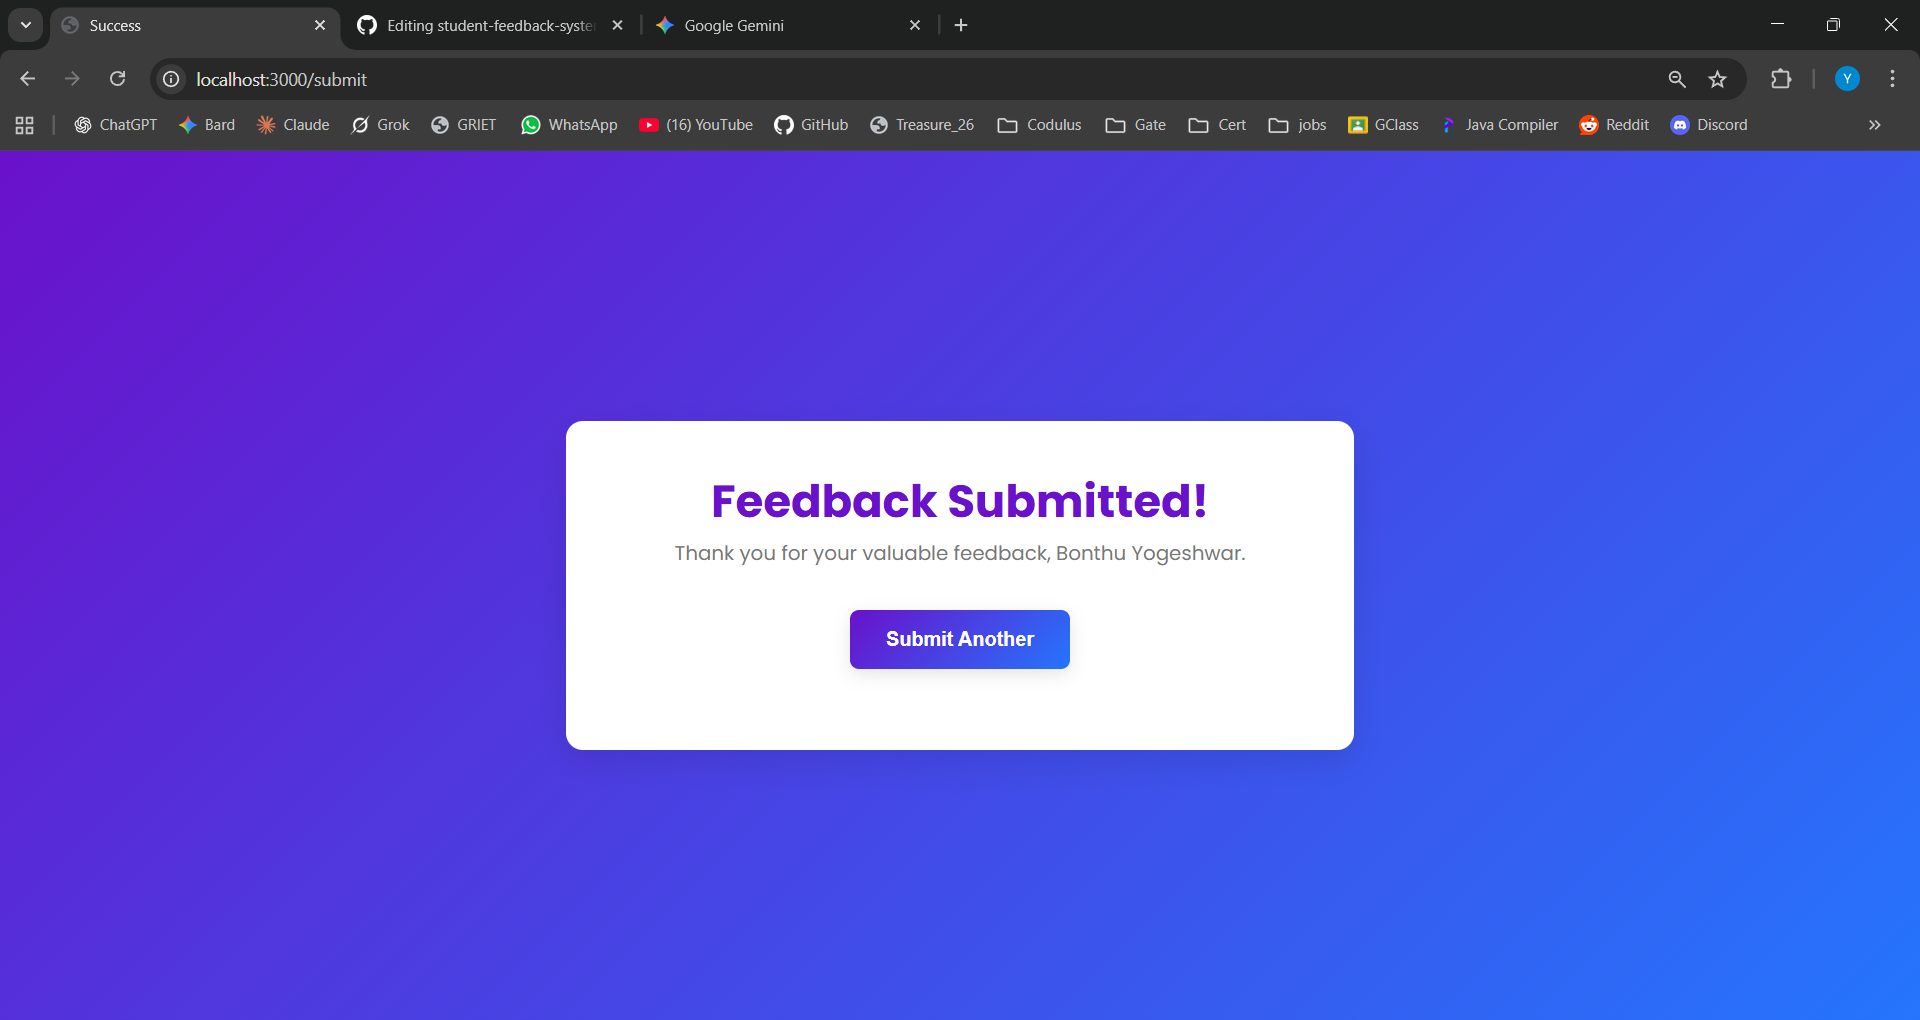 Success
Editing student-feedback-syste
Google Gemini
localhost:3000/submit
Y
ChatGPT
Bard
Claude
Grok
GRIET
WhatsApp
(16) YouTube
GitHub
Treasure_26
Codulus
Gate
Cert
jobs
GClass
Java Compiler
Reddit
Discord
Feedback Submitted!
Thank you for your valuable feedback, Bonthu Yogeshwar.
Submit Another